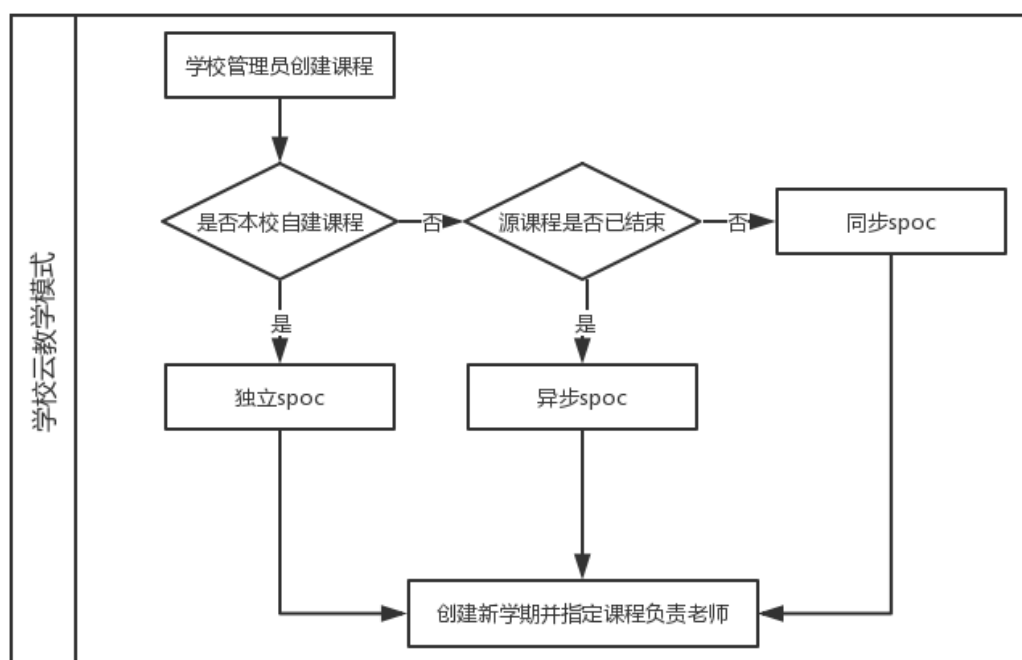 学校云教学模式
学校管理员创建课程
是否本校自建课程
否
源课程是否已结束
否
同步spoc
是
是
独立spoc
异步spoc
创建新学期并指定课程负责老师